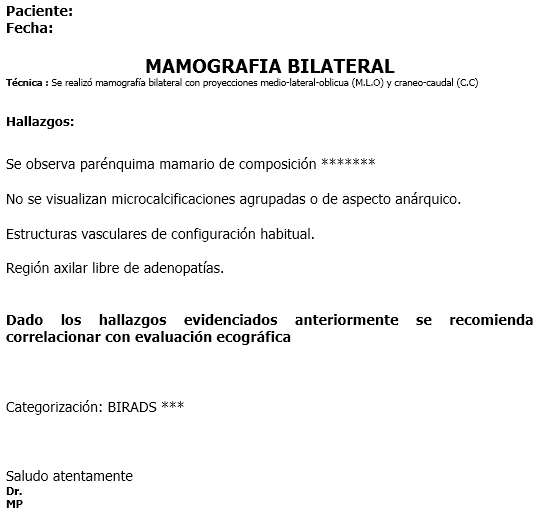 Paciente:
Fecha:
MAMOGRAFIA BILATERAL
Técnica : Se realizó mamografía bilateral con proyecciones medio-lateral-oblicua (M.L.O) y craneo-caudal (C.C)
Hallazgos:
Se observa parénquima mamario de composición *******
No se visualizan microcalcificaciones agrupadas o de aspecto anárquico.
Estructuras vasculares de configuración habitual.
Región axilar libre de adenopatías.
Dado los hallazgos evidenciados anteriormente se recomienda
correlacionar con evaluación ecográfica
Categorización: BIRADS ***
Saludo atentamente
Dr.
MP